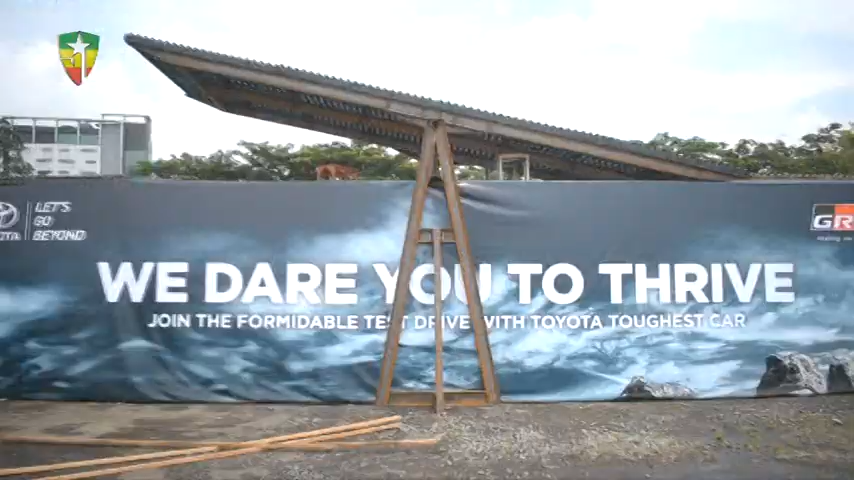 LET'S
GO
BEYOND
GR
WE DARE YOU TO THRIVE
JOIN THE FORMIDABLE TEST DRIVE WITH TOYOTA TOUGHEST CAR